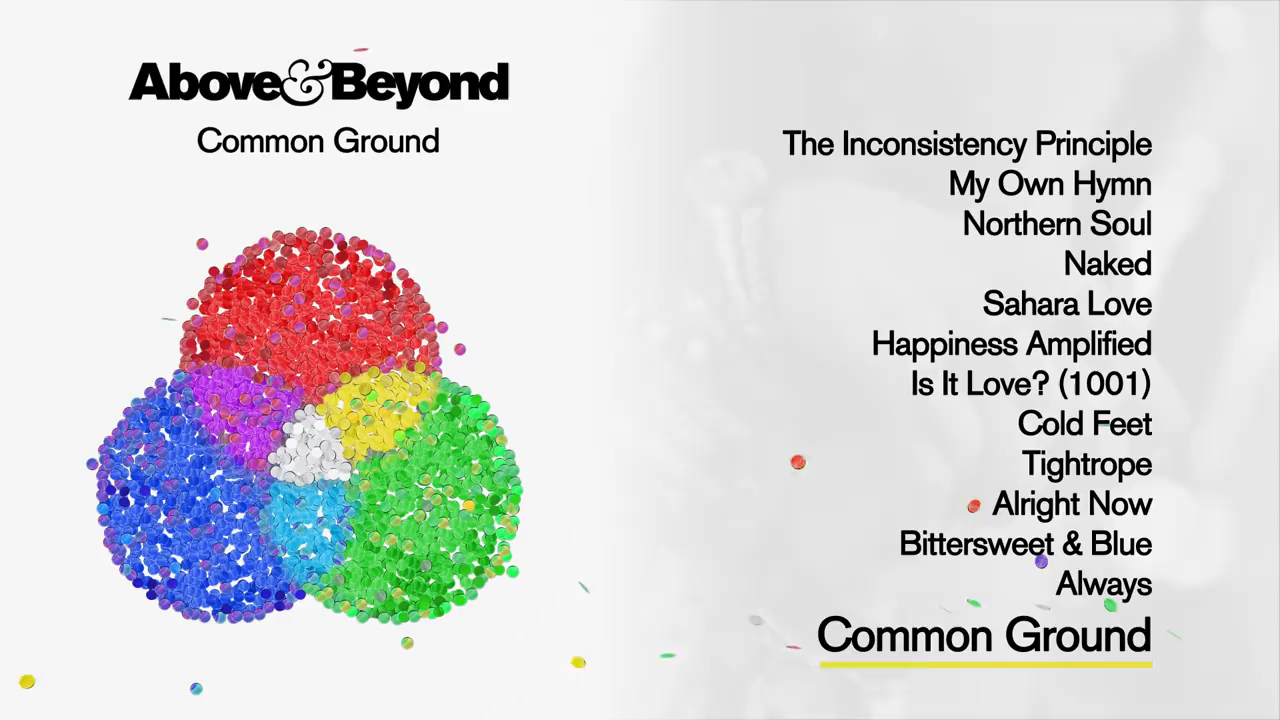 Above&Beyond
Common Ground
The Inconsistency Principle
My Own Hymn
Northern Soul
Naked
Sahara Love
Happiness Amplified
Is It Love? (1001)
Cold Feet
Tightrope
Alright Now
Bittersweet & Blue
Always
Common Ground